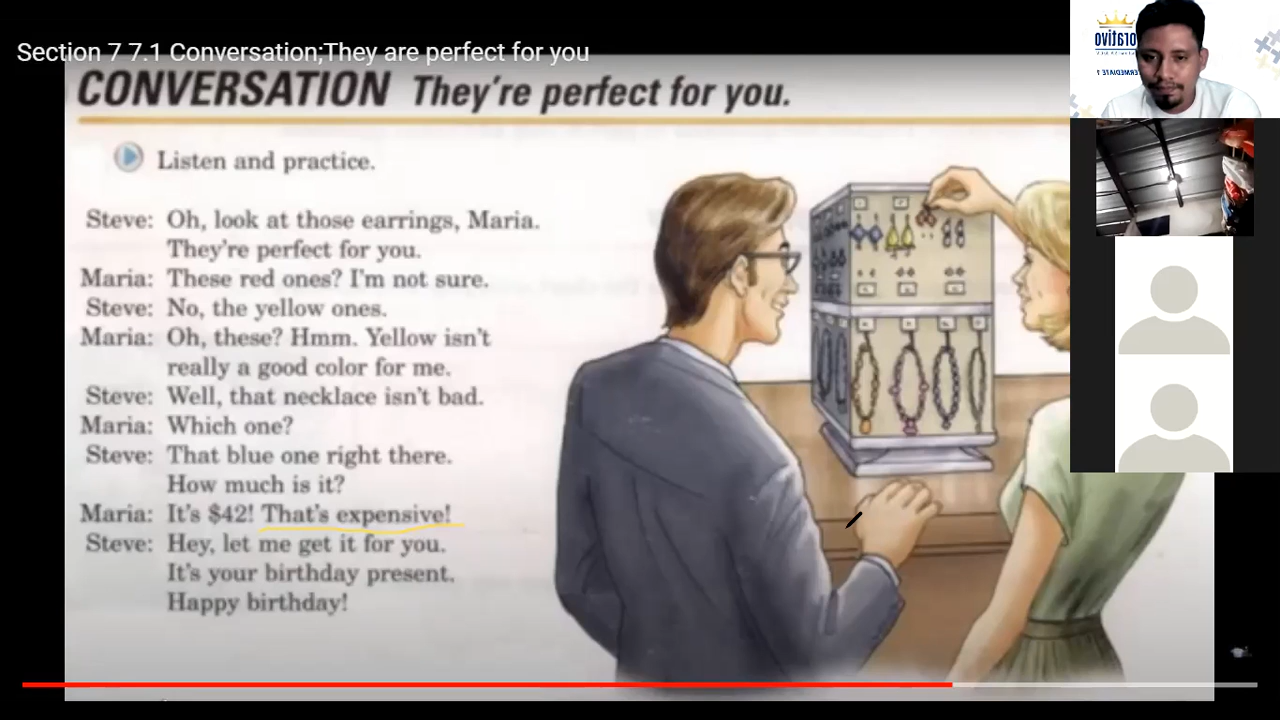 Section 7 7.1 Conversation;They are perfect for you
CONVERSATION They're perfect for you.
Listen and practice.
Steve: Oh, look at those earrings, Maria.
They're perfect for you.
Maria: These red ones? I'm not sure.
Steve: No, the yellow ones.
Maria: Oh, these? Hmm. Yellow isn't
really a good color for me.
Steve: Well, that necklace isn't bad.
Maria: Which one?
Steve: That blue one right there.
How much is it?
Maria: It's $42! That's expensive!
Steve: Hey, let me get it for you.
It's your birthday present.
Happy birthday!